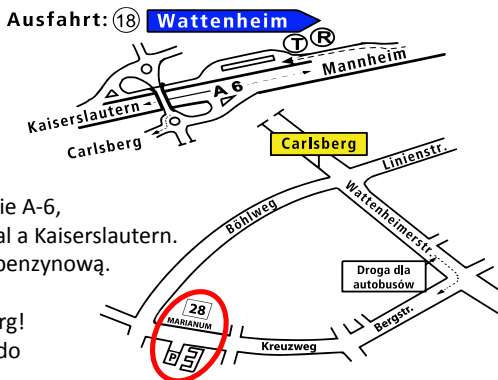 Ausfahrt: 18 Wattenheim
T R
A 6
Mannheim
Kaiserslautern
Carlsberg
Carlsberg
Linienstr.
Wattenheimerstr.
Böhlweg
ie A-6,
al a Kaiserslautern.
penzynową.
Droga dla
autobusów
28
MARIANUM
Bergstr.
rg!
Kreuzweg
do
P